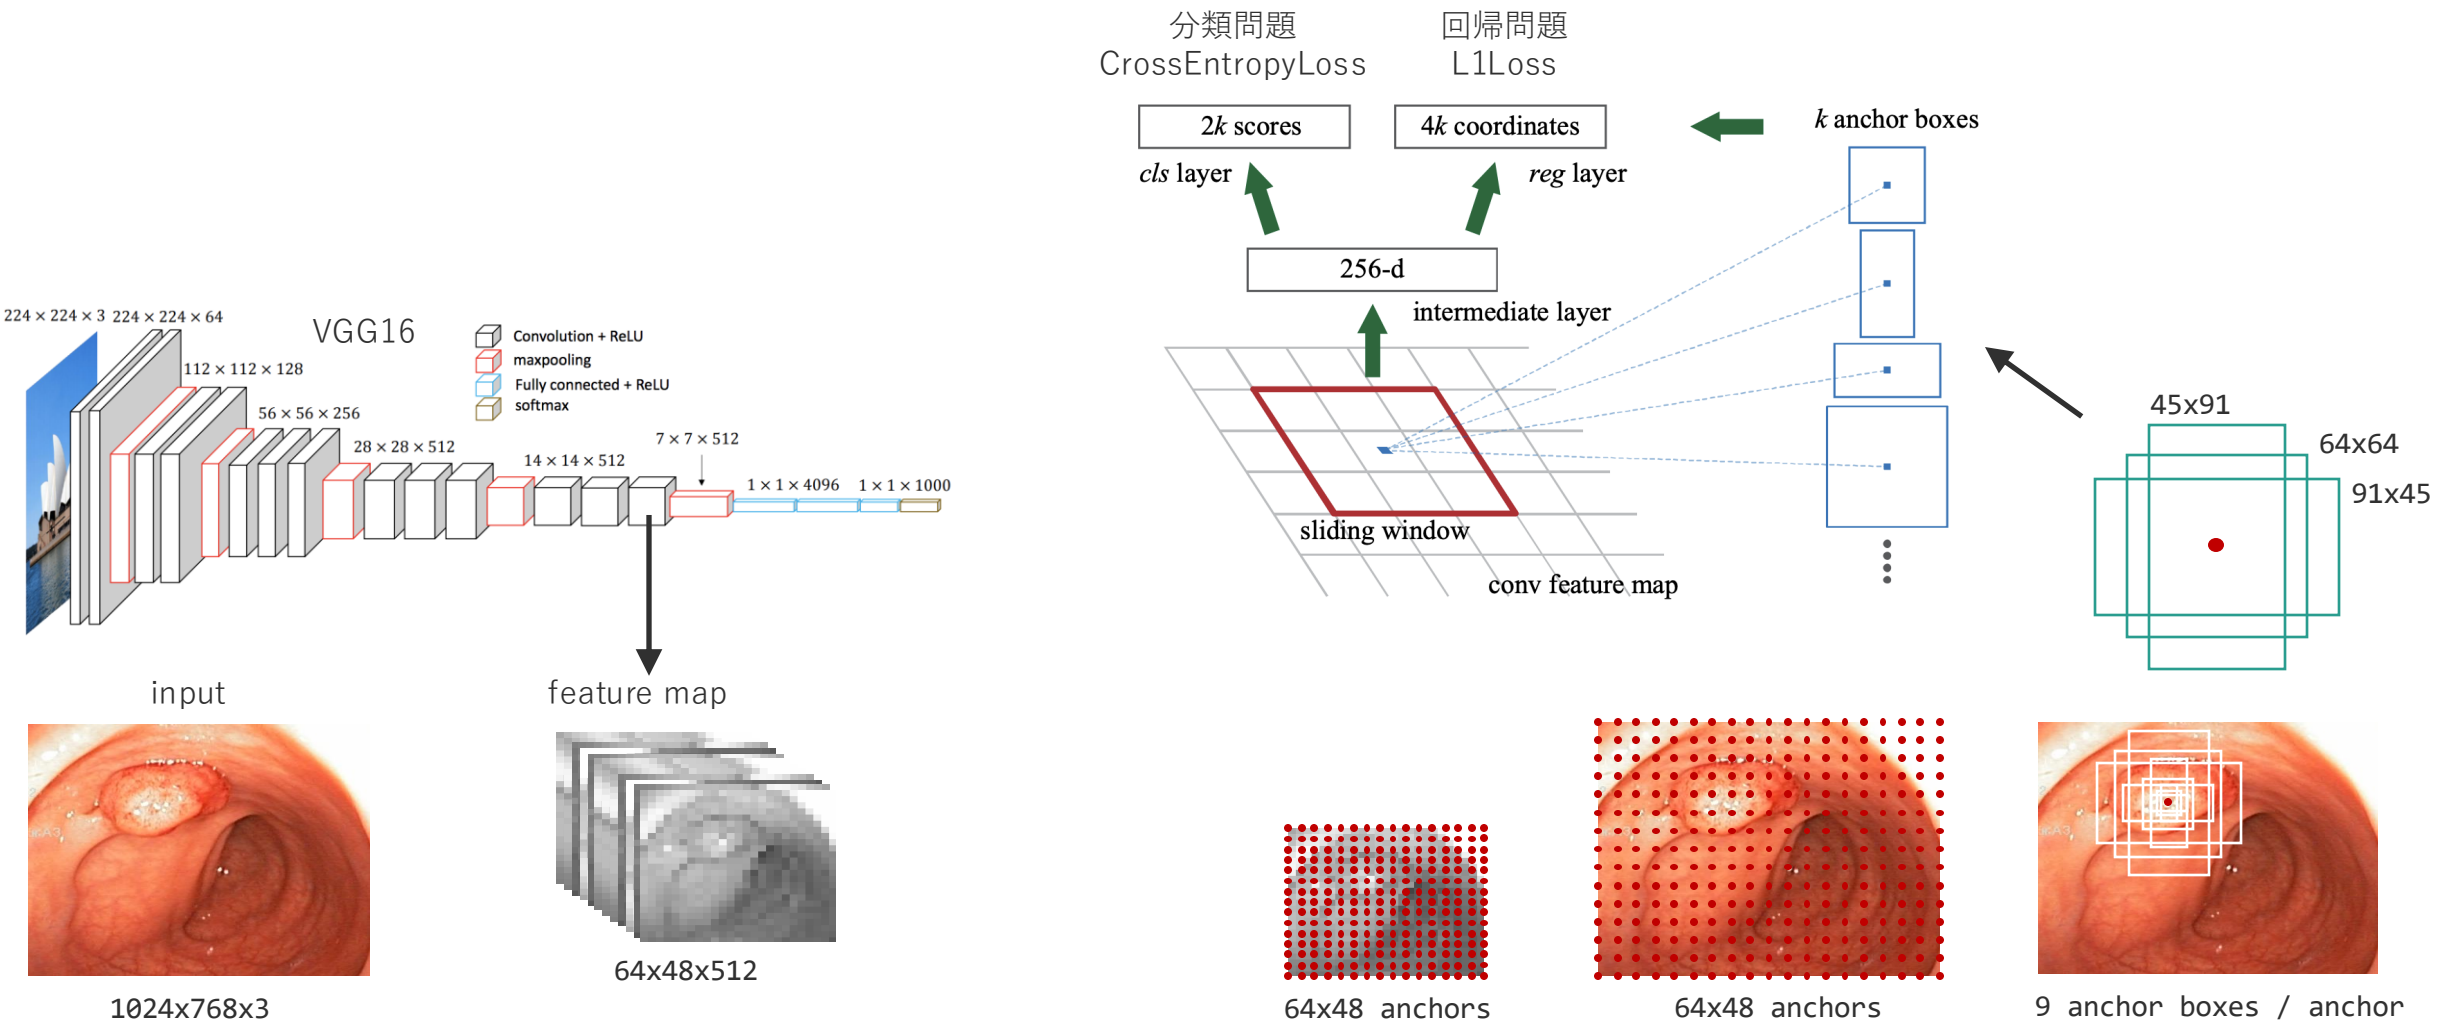 分類問題
CrossEntropyLoss
回帰問題
L1Loss
2k scores
4k coordinates
k anchor boxes
cls layer
reg layer
256-d
intermediate layer
sliding window
conv feature map
224 × 224 × 3
224 × 224 × 64
VGG16
Convolution + ReLU
maxpooling
Fully connected + ReLU
softmax
112 × 112 × 128
56 × 56 × 256
28 × 28 × 512
14 × 14 × 512
7 × 7 × 512
1 × 1 × 4096
1 × 1 × 1000
45x91
64x64
91x45
input
feature map
1024x768x3
64x48x512
64x48 anchors
64x48 anchors
9 anchor boxes / anchor